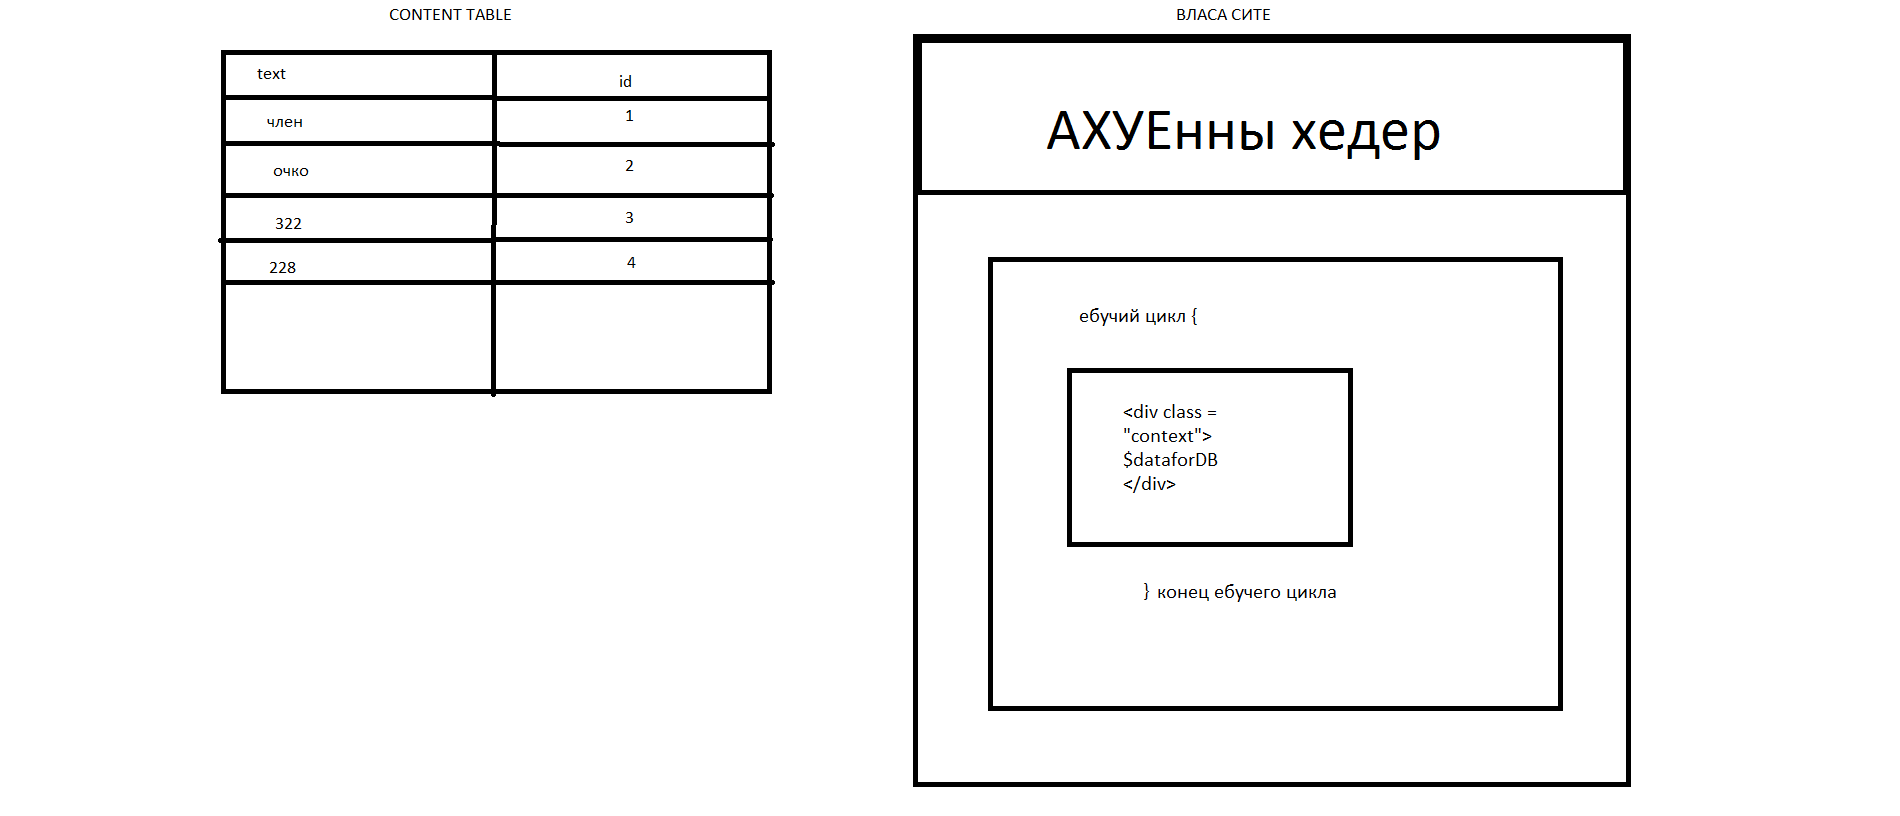 CONTENT TABLE
text
id
член
1
очко
2
322
3
228
4
ВЛАСА СИТЕ
АХУЕнны хедер
ебучий цикл {
<div class =
"context">
$dataforDB
</div>
} конец ебучего цикла